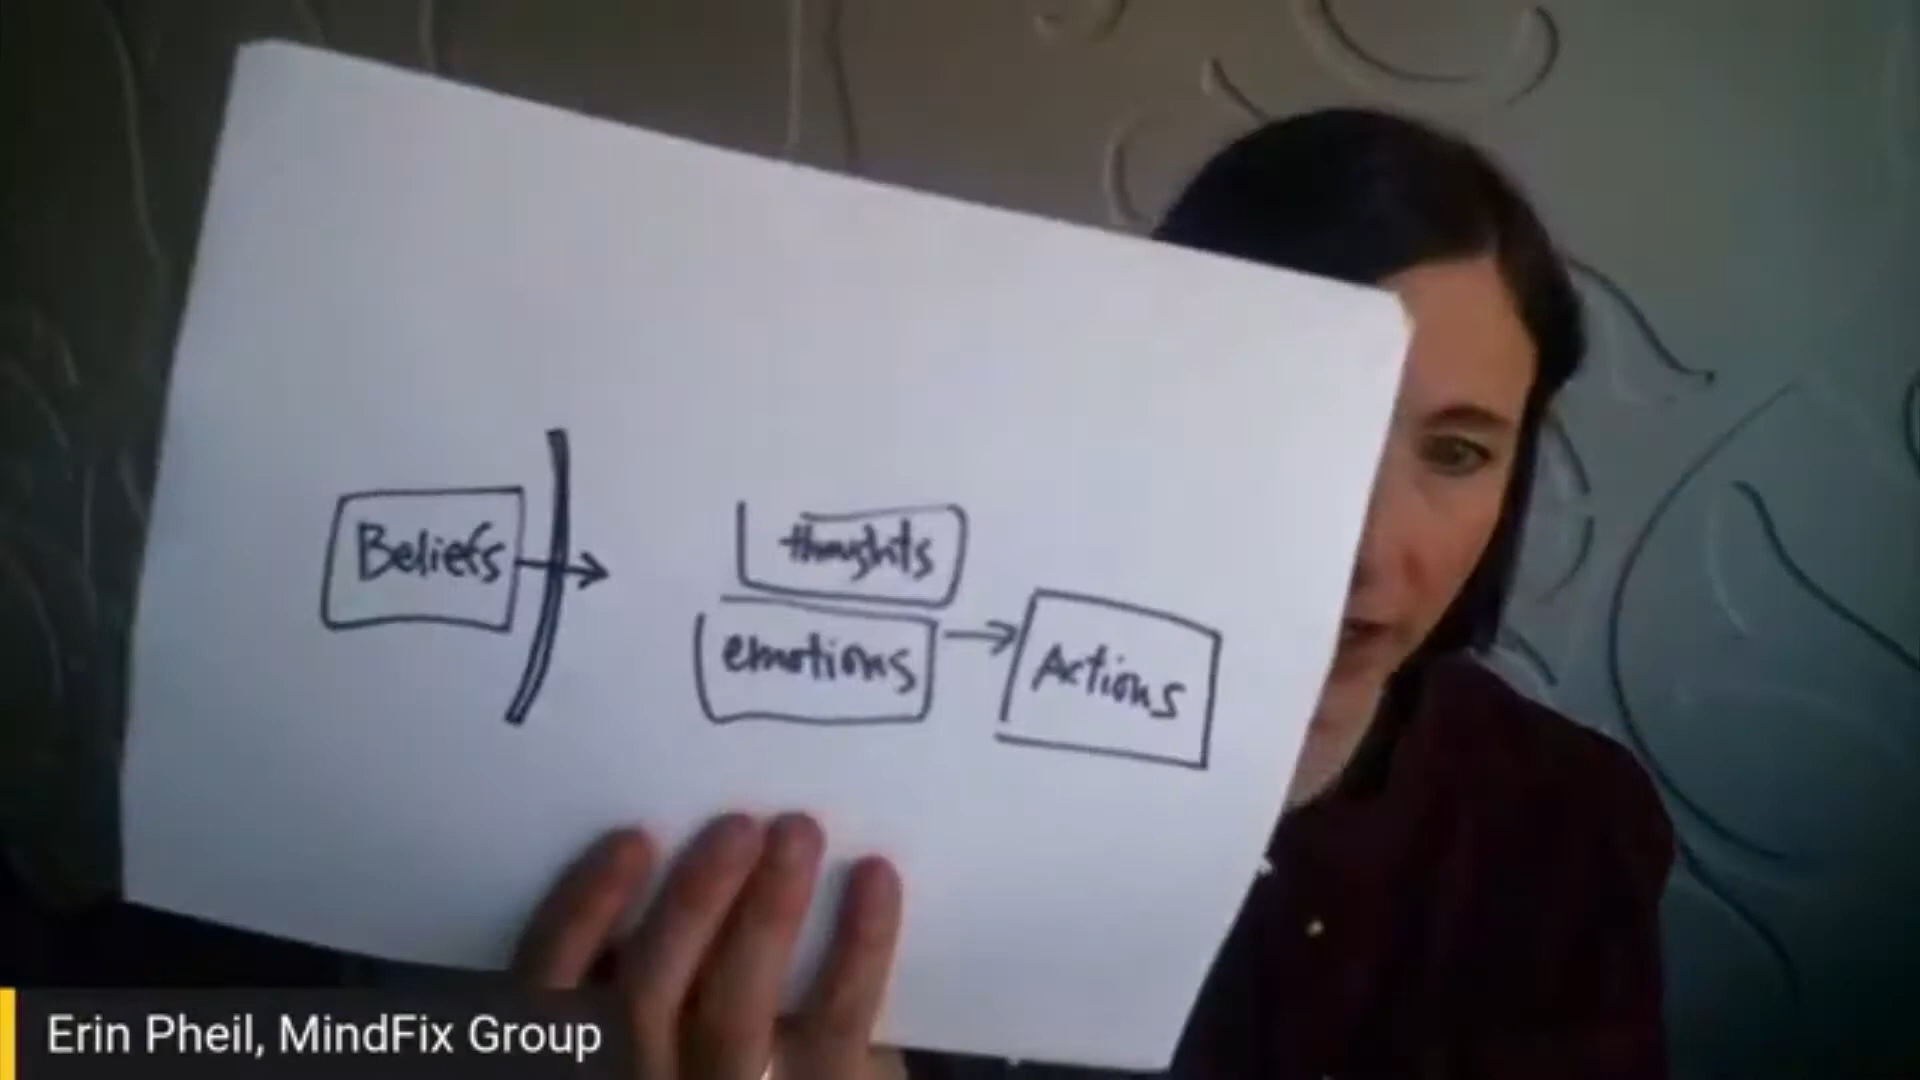 Beliefs
thoughts
emotions
Actions
Erin Pheil, MindFix Group